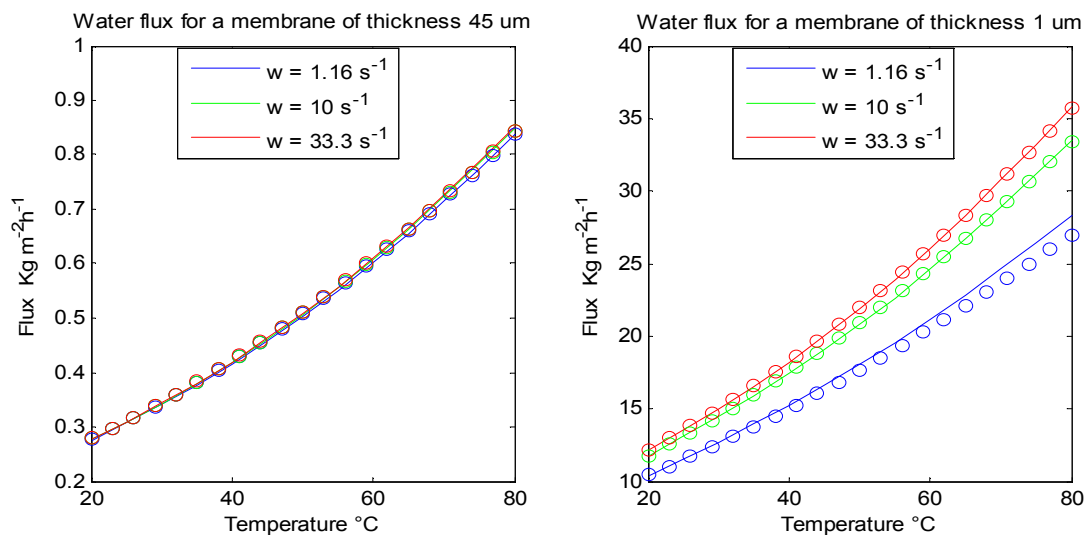 Water flux for a membrane of thickness 45 um
1
0.9
0.8
0.7
0.6
0.5
0.4
0.3
0.2
20
40
60
80
Flux Kg m⁻²h⁻¹
Temperature °C
w = 1.16 s⁻¹
w = 10 s⁻¹
w = 33.3 s⁻¹
Water flux for a membrane of thickness 1 um
40
35
30
25
20
15
10
20
40
60
80
Flux Kg m⁻²h⁻¹
Temperature °C
w = 1.16 s⁻¹
w = 10 s⁻¹
w = 33.3 s⁻¹